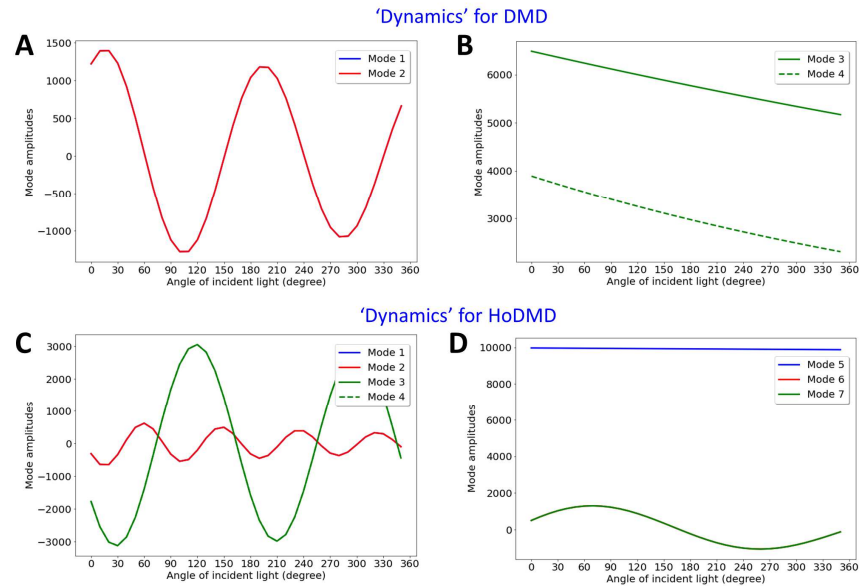 ‘Dynamics’ for DMD
A
Mode 1
Mode 2
1500
1000
500
0
−500
−1000
Mode amplitudes
0 30 60 90 120 150 180 210 240 270 300 330 360
Angle of incident light (degree)
B
Mode 3
Mode 4
6000
5000
4000
3000
Mode amplitudes
0 30 60 90 120 150 180 210 240 270 300 330 360
Angle of incident light (degree)
‘Dynamics’ for HoDMD
C
Mode 1
Mode 2
Mode 3
Mode 4
3000
2000
1000
0
−1000
−2000
−3000
Mode amplitudes
0 30 60 90 120 150 180 210 240 270 300 330 360
Angle of incident light (degree)
D
Mode 5
Mode 6
Mode 7
10000
8000
6000
4000
2000
0
Mode amplitudes
0 30 60 90 120 150 180 210 240 270 300 330 360
Angle of incident light (degree)